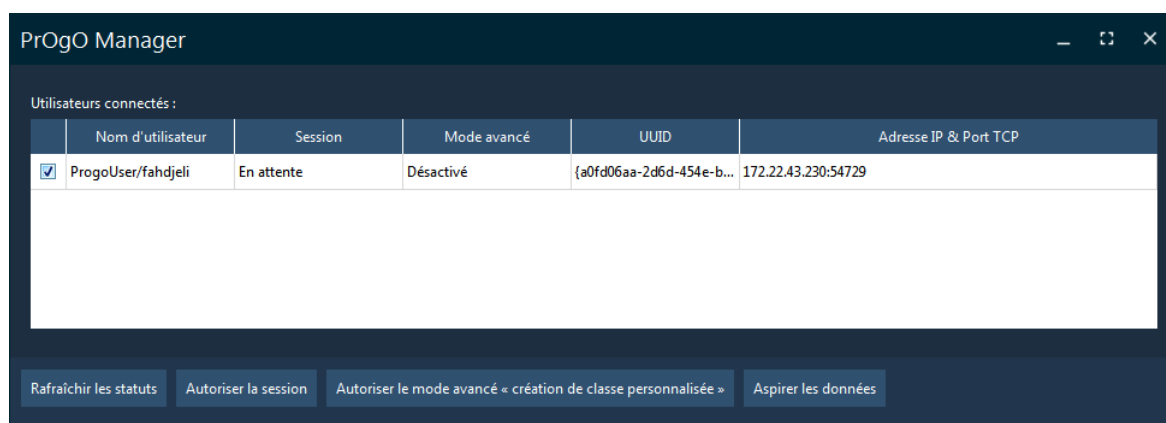 PrOgO Manager
Utilisateurs connectés :
Nom d'utilisateur Session Mode avancé UUID Adresse IP & Port TCP
ProgoUser/fahdjeli En attente Désactivé {a0fd06aa-2d6d-454e-b... 172.22.43.230:54729
Rafraîchir les statuts Autoriser la session Autoriser le mode avancé « création de classe personnalisée » Aspirer les données